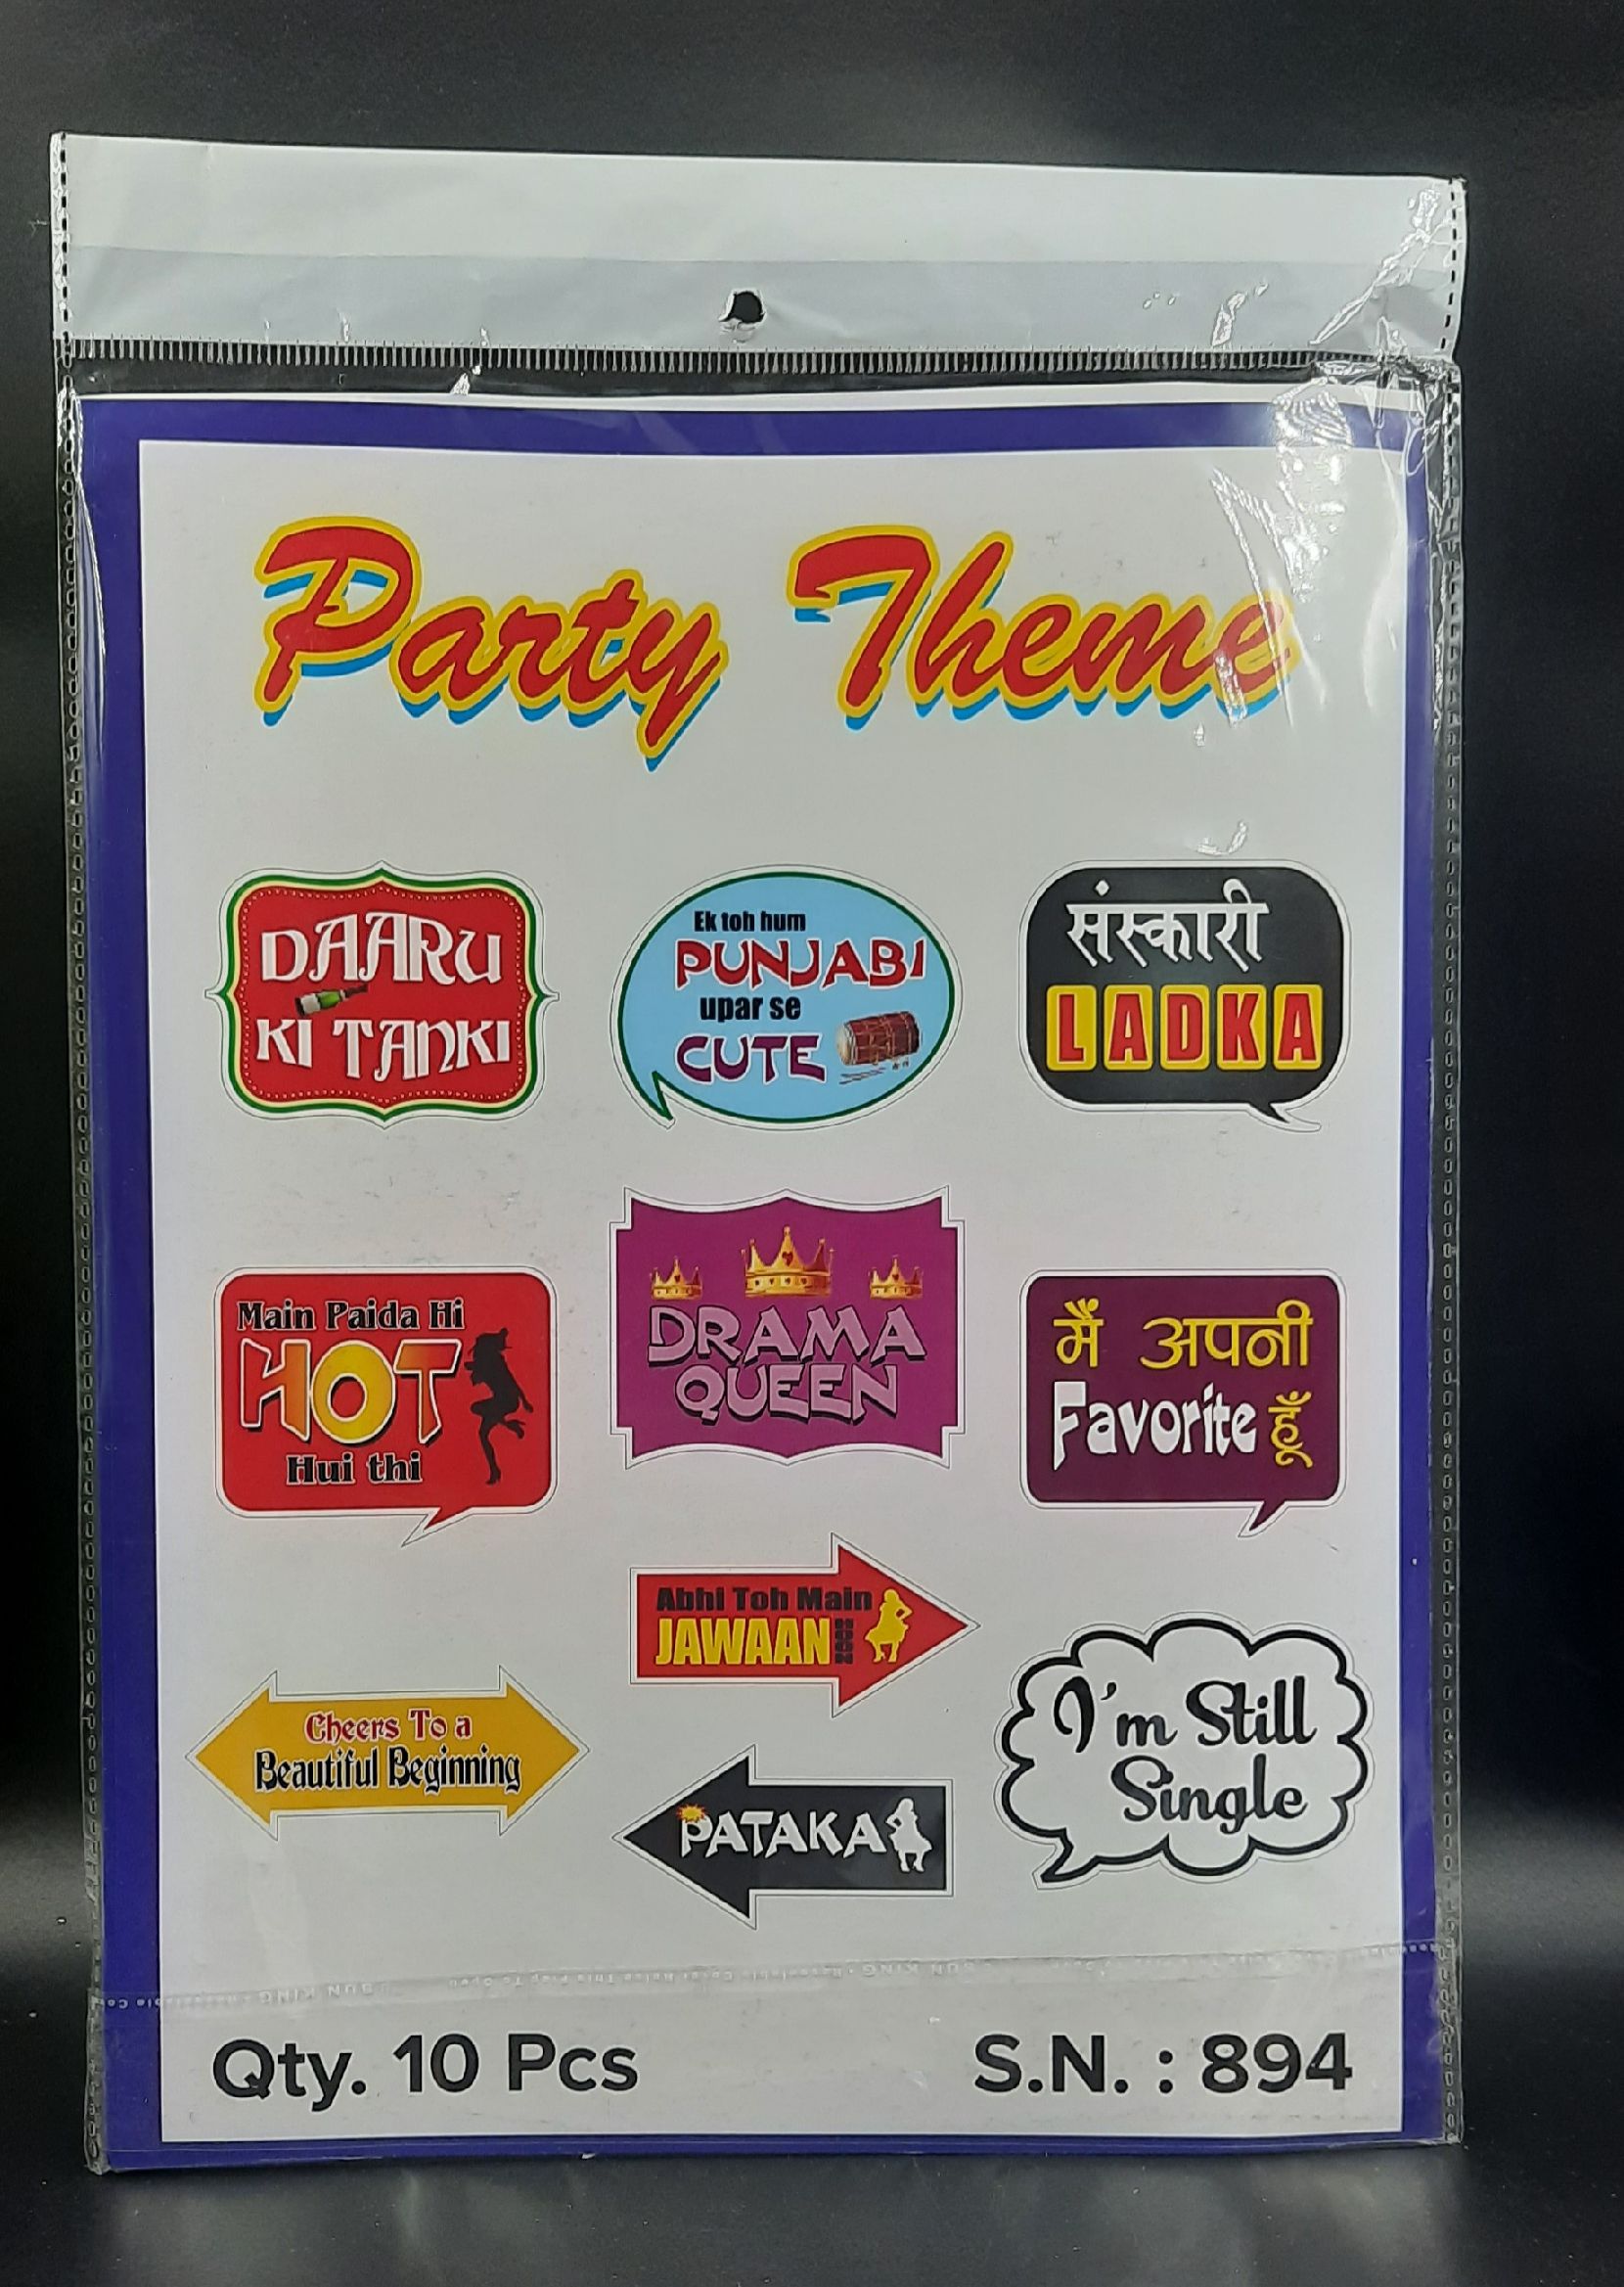 Party Theme
DAARU
KI TANKI
Ek toh hum
PUNJABI
upar se
CUTE
संस्कारी
LADKA
Main Paida Hi
HOT
Hui thi
DRAMA
QUEEN
मैं अपनी
Favorite हूँ
Abhi Toh Main
JAWAAN HOON
Cheers To a
Beautiful Beginning
PATAKA
I'm Still
Single
Qty. 10 Pcs
S.N. : 894